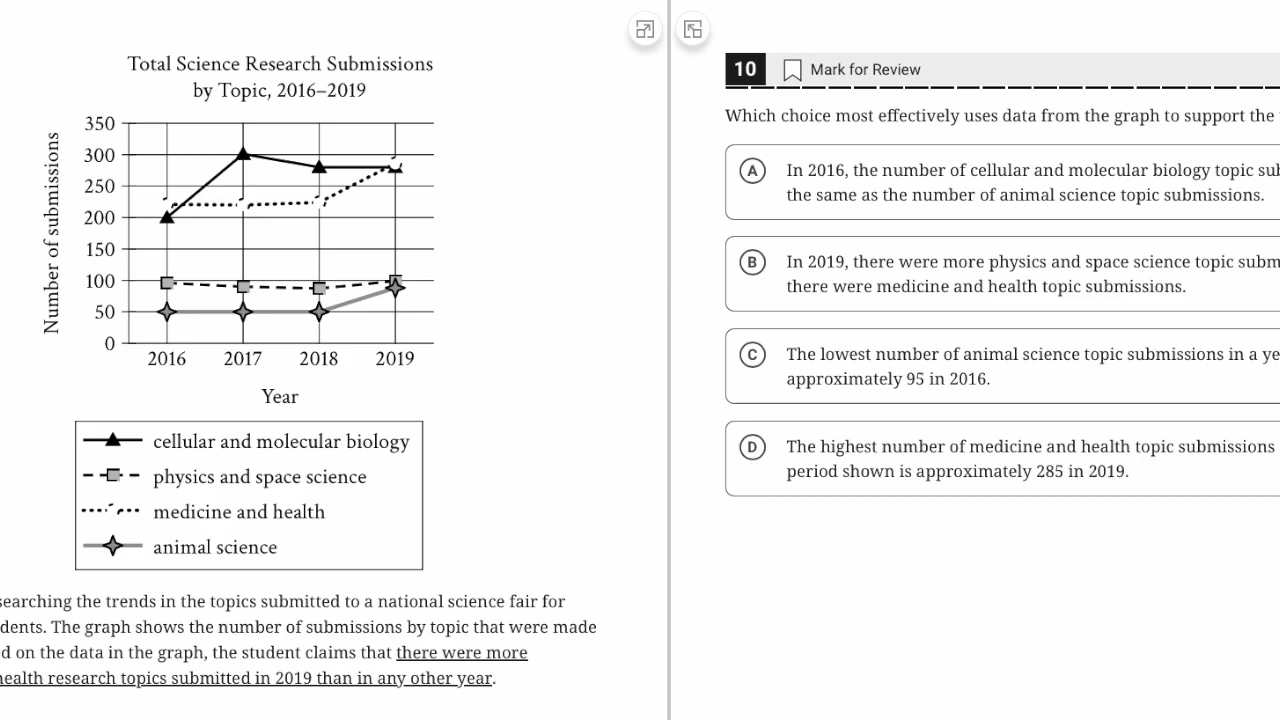 Total Science Research Submissions
by Topic, 2016–2019
Number of submissions
350
300
250
200
150
100
50
0
2016 2017 2018 2019
Year
cellular and molecular biology
physics and space science
medicine and health
animal science
searching the trends in the topics submitted to a national science fair for
dents. The graph shows the number of submissions by topic that were made
d on the data in the graph, the student claims that there were more
health research topics submitted in 2019 than in any other year.
10 Mark for Review
Which choice most effectively uses data from the graph to support the
A In 2016, the number of cellular and molecular biology topic sub
the same as the number of animal science topic submissions.
B In 2019, there were more physics and space science topic subm
there were medicine and health topic submissions.
C The lowest number of animal science topic submissions in a ye
approximately 95 in 2016.
D The highest number of medicine and health topic submissions
period shown is approximately 285 in 2019.